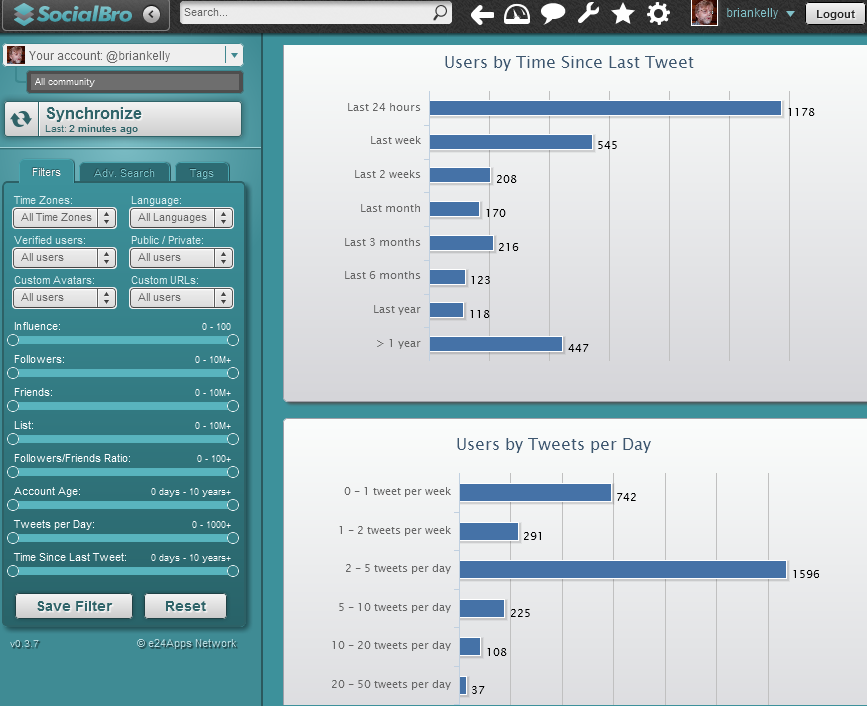 SocialBro
Search...
briankelly
Logout
Your account: @briankelly
All community
Synchronize
Last: 2 minutes ago
Filters Adv. Search Tags
Time Zones: Language:
All Time Zones All Languages
Verified users: Public / Private:
All users All users
Custom Avatars: Custom URLs:
All users All users
Influence: 0 - 100
Followers: 0 - 10M+
Friends: 0 - 10M+
List: 0 - 10M+
Followers/Friends Ratio: 0 - 100+
Account Age: 0 days - 10 years+
Tweets per Day: 0 - 1000+
Time Since Last Tweet: 0 days - 10 years+
Save Filter Reset
v0.3.7 © e24Apps Network
Users by Time Since Last Tweet
Last 24 hours 1178
Last week 545
Last 2 weeks 208
Last month 170
Last 3 months 216
Last 6 months 123
Last year 118
> 1 year 447
Users by Tweets per Day
0 – 1 tweet per week 742
1 – 2 tweets per week 291
2 – 5 tweets per day 1596
5 – 10 tweets per day 225
10 – 20 tweets per day 108
20 – 50 tweets per day 37